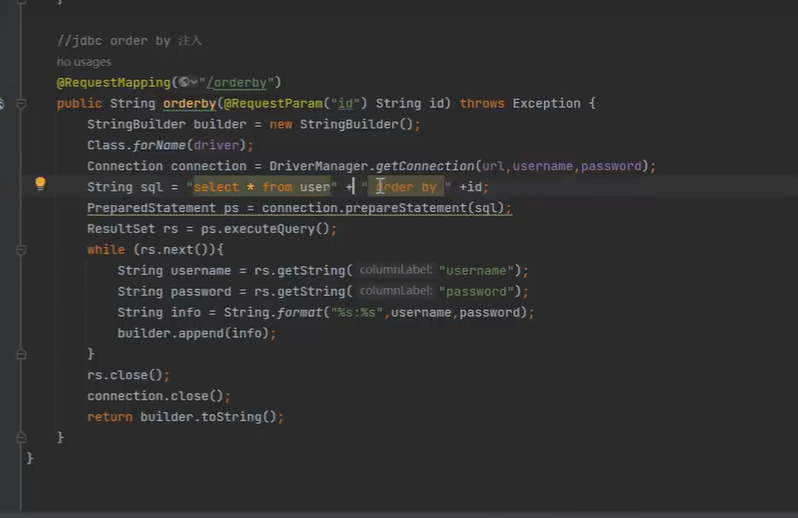 }
//jdbc order by 注入
no usages
@RequestMapping("/orderby")
public String orderby(@RequestParam("id") String id) throws Exception {
StringBuilder builder = new StringBuilder();
Class.forName(driver);
Connection connection = DriverManager.getConnection(url,username,password);
String sql = "select * from user" + " order by " +id;
PreparedStatement ps = connection.prepareStatement(sql);
ResultSet rs = ps.executeQuery();
while (rs.next()){
String username = rs.getString( columnLabel: "username");
String password = rs.getString( columnLabel: "password");
String info = String.format("%s:%s",username,password);
builder.append(info);
}
rs.close();
connection.close();
return builder.toString();
}
}